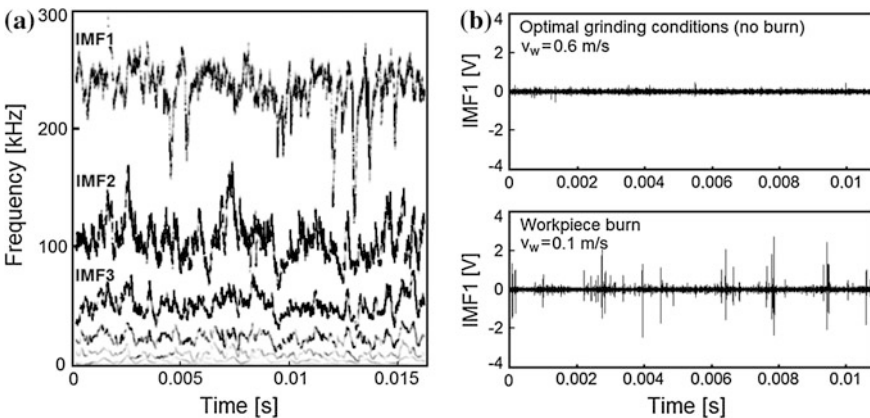 (a)
300
IMF1
200
IMF2
100
IMF3
0
Frequency [kHz]
0
0.005
0.01
0.015
Time [s]
(b)
4
2
0
-2
-4
IMF1 [V]
Optimal grinding conditions (no burn)
v_w=0.6 m/s
0
0.002
0.004
0.006
0.008
0.01
4
2
0
-2
-4
IMF1 [V]
Workpiece burn
v_w=0.1 m/s
0
0.002
0.004
0.006
0.008
0.01
Time [s]